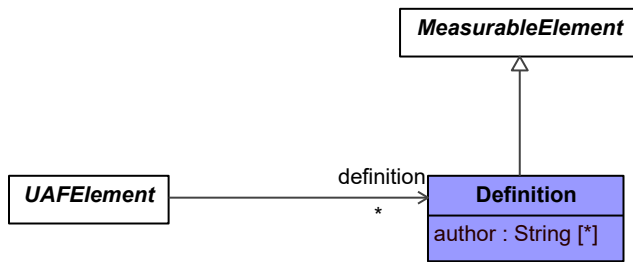 MeasurableElement
definition
UAFElement
*
Definition
author : String [*]